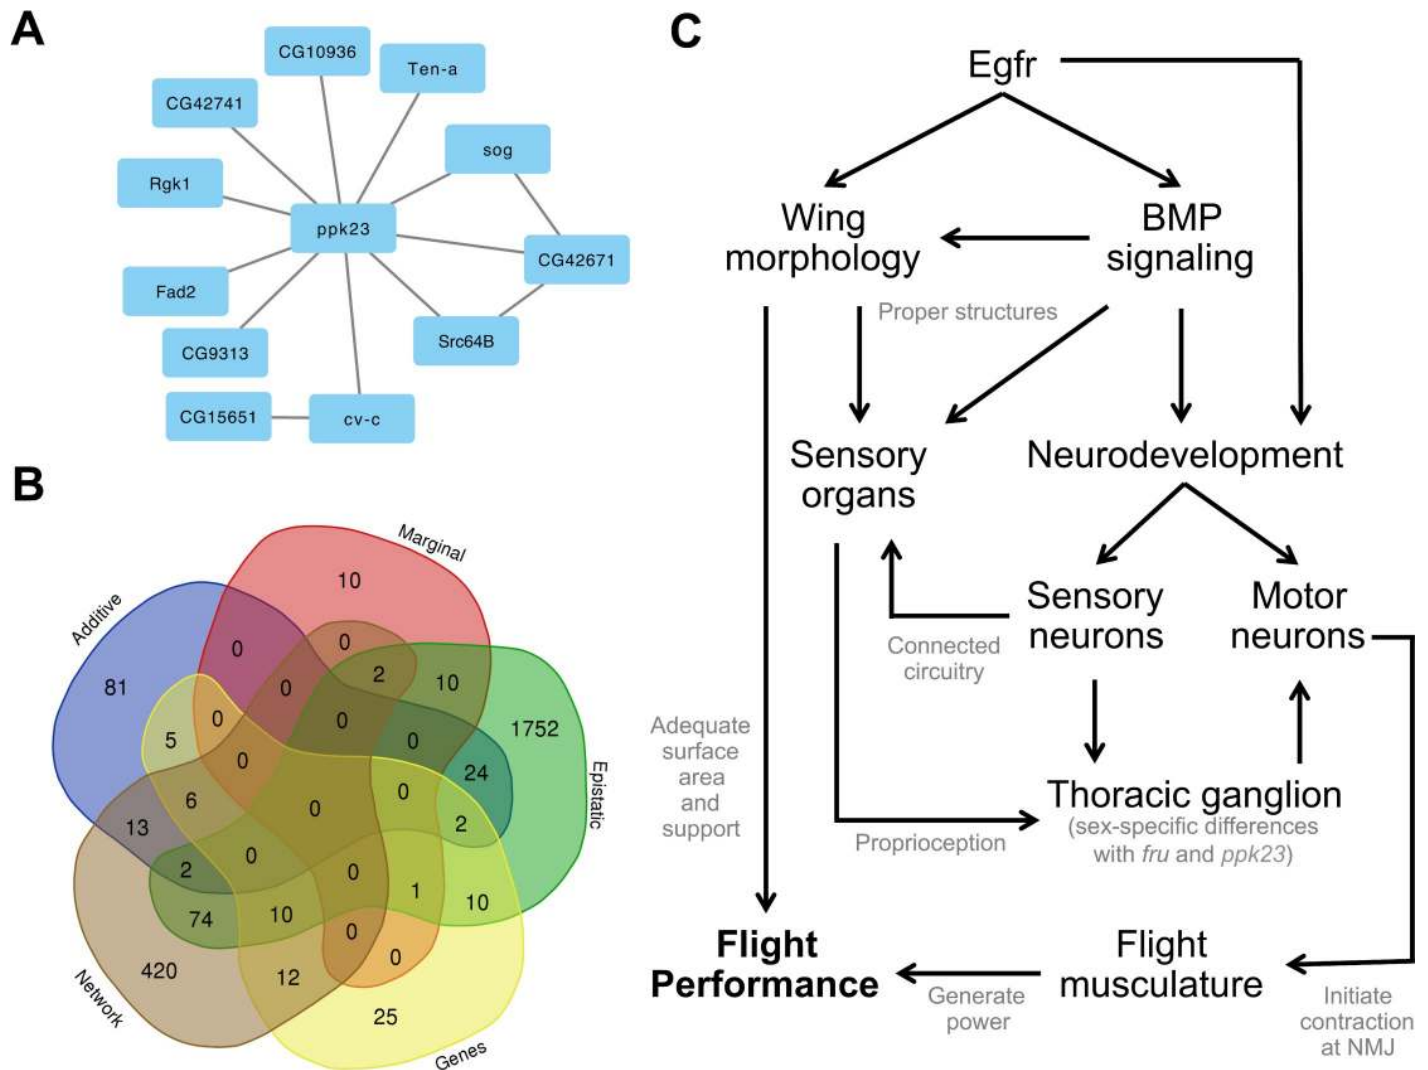 A
CG10936
Ten-a
CG42741
sog
Rgk1
ppk23
CG42671
Fad2
Src64B
CG9313
CG15651
cv-c
B
Marginal
10
Additive
0
0
2
10
81
0
0
1752
5
0
0
24
Epistatic
0
0
6
0
2
13
0
2
0
1
10
74
10
0
0
420
12
25
Network
Genes
C
Egfr
Wing
morphology
BMP
signaling
Proper structures
Sensory
organs
Neurodevelopment
Sensory
neurons
Motor
neurons
Connected
circuitry
Adequate
surface
area
and
support
Thoracic ganglion
(sex-specific differences
with fru and ppk23)
Proprioception
Flight
Performance
Flight
musculature
Generate
power
Initiate
contraction
at NMJ